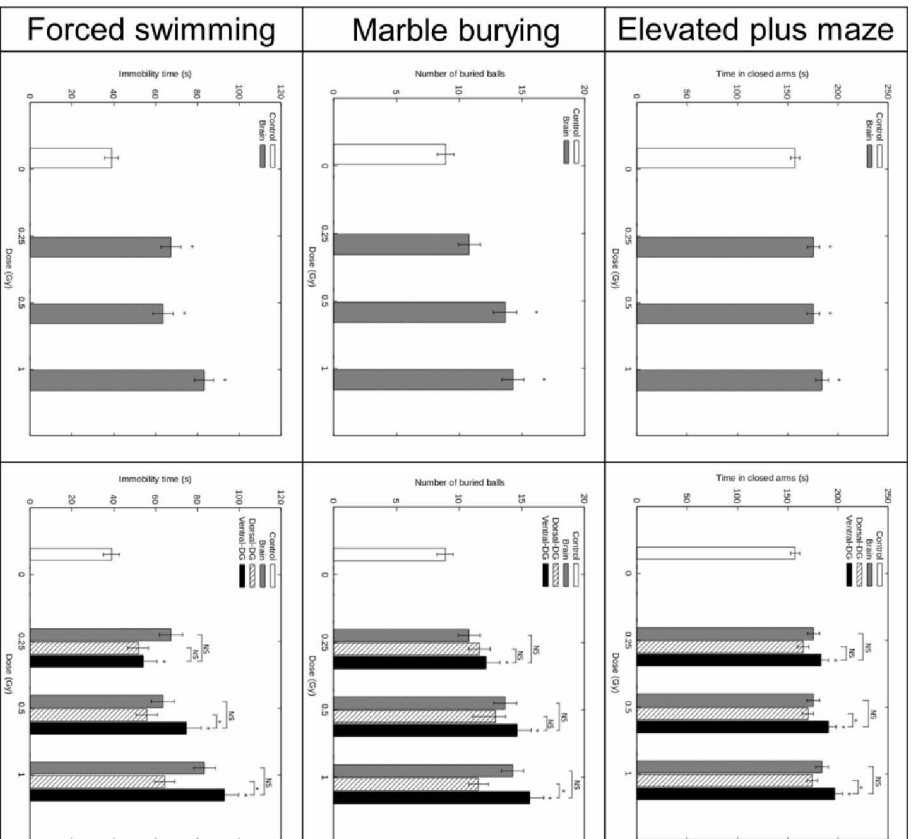 Forced swimming
Marble burying
Elevated plus maze
Immobility time (s)
0
20
40
60
80
100
120
Control
Brain
*
*
*
0
0.25
0.5
1
Dose (Gy)
Number of buried balls
0
5
10
15
20
Control
Brain
*
*
0
0.25
0.5
1
Dose (Gy)
Time in closed arms (s)
0
50
100
150
200
250
Control
Brain
*
*
*
0
0.25
0.5
1
Dose (Gy)
Immobility time (s)
0
20
40
60
80
100
120
Control
Brain
Dorsal-DG
Ventral-DG
NS
NS
*
NS
*
*
NS
*
*
0
0.25
0.5
1
Dose (Gy)
Number of buried balls
0
5
10
15
20
Control
Brain
Dorsal-DG
Ventral-DG
NS
NS
*
NS
NS
*
NS
*
*
0
0.25
0.5
1
Dose (Gy)
Time in closed arms (s)
0
50
100
150
200
250
Control
Brain
Dorsal-DG
Ventral-DG
NS
NS
*
NS
*
*
NS
*
*
0
0.25
0.5
1
Dose (Gy)